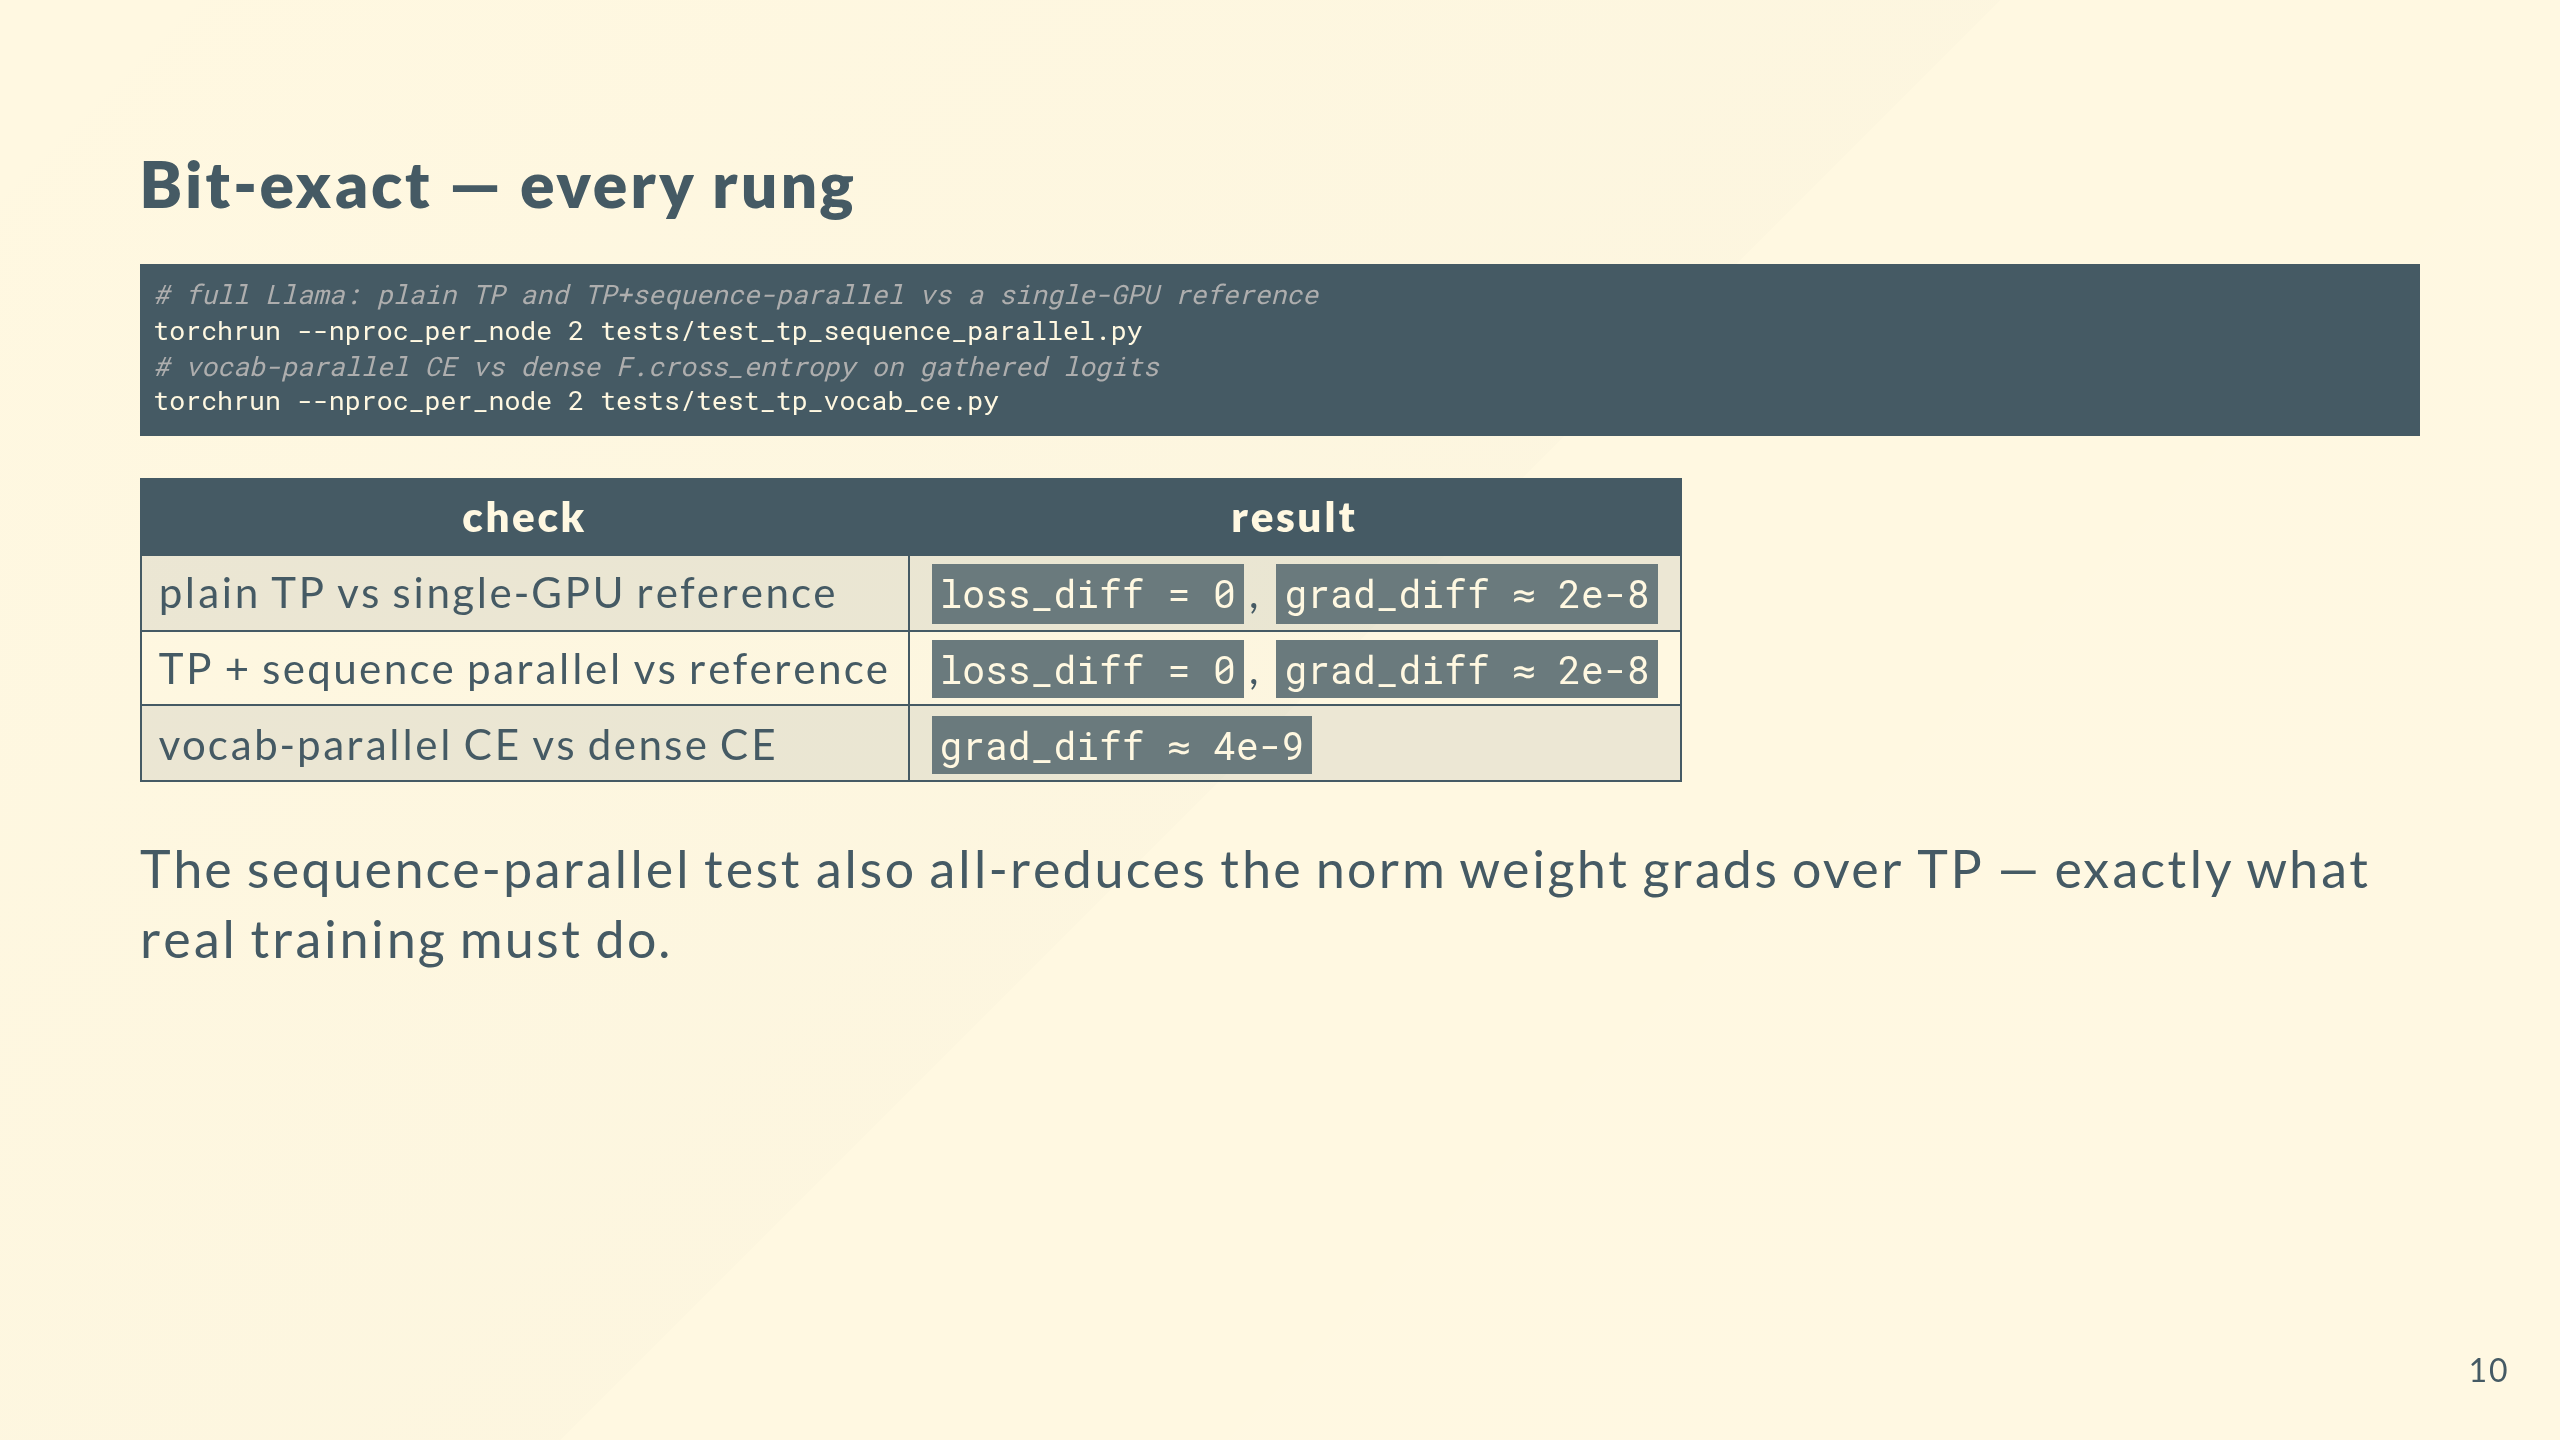 Bit-exact — every rung
# full Llama: plain TP and TP+sequence-parallel vs a single-GPU reference
torchrun --nproc_per_node 2 tests/test_tp_sequence_parallel.py
# vocab-parallel CE vs dense F.cross_entropy on gathered logits
torchrun --nproc_per_node 2 tests/test_tp_vocab_ce.py
check result
plain TP vs single-GPU reference loss_diff = 0, grad_diff ≈ 2e-8
TP + sequence parallel vs reference loss_diff = 0, grad_diff ≈ 2e-8
vocab-parallel CE vs dense CE grad_diff ≈ 4e-9
The sequence-parallel test also all-reduces the norm weight grads over TP — exactly what
real training must do.
10